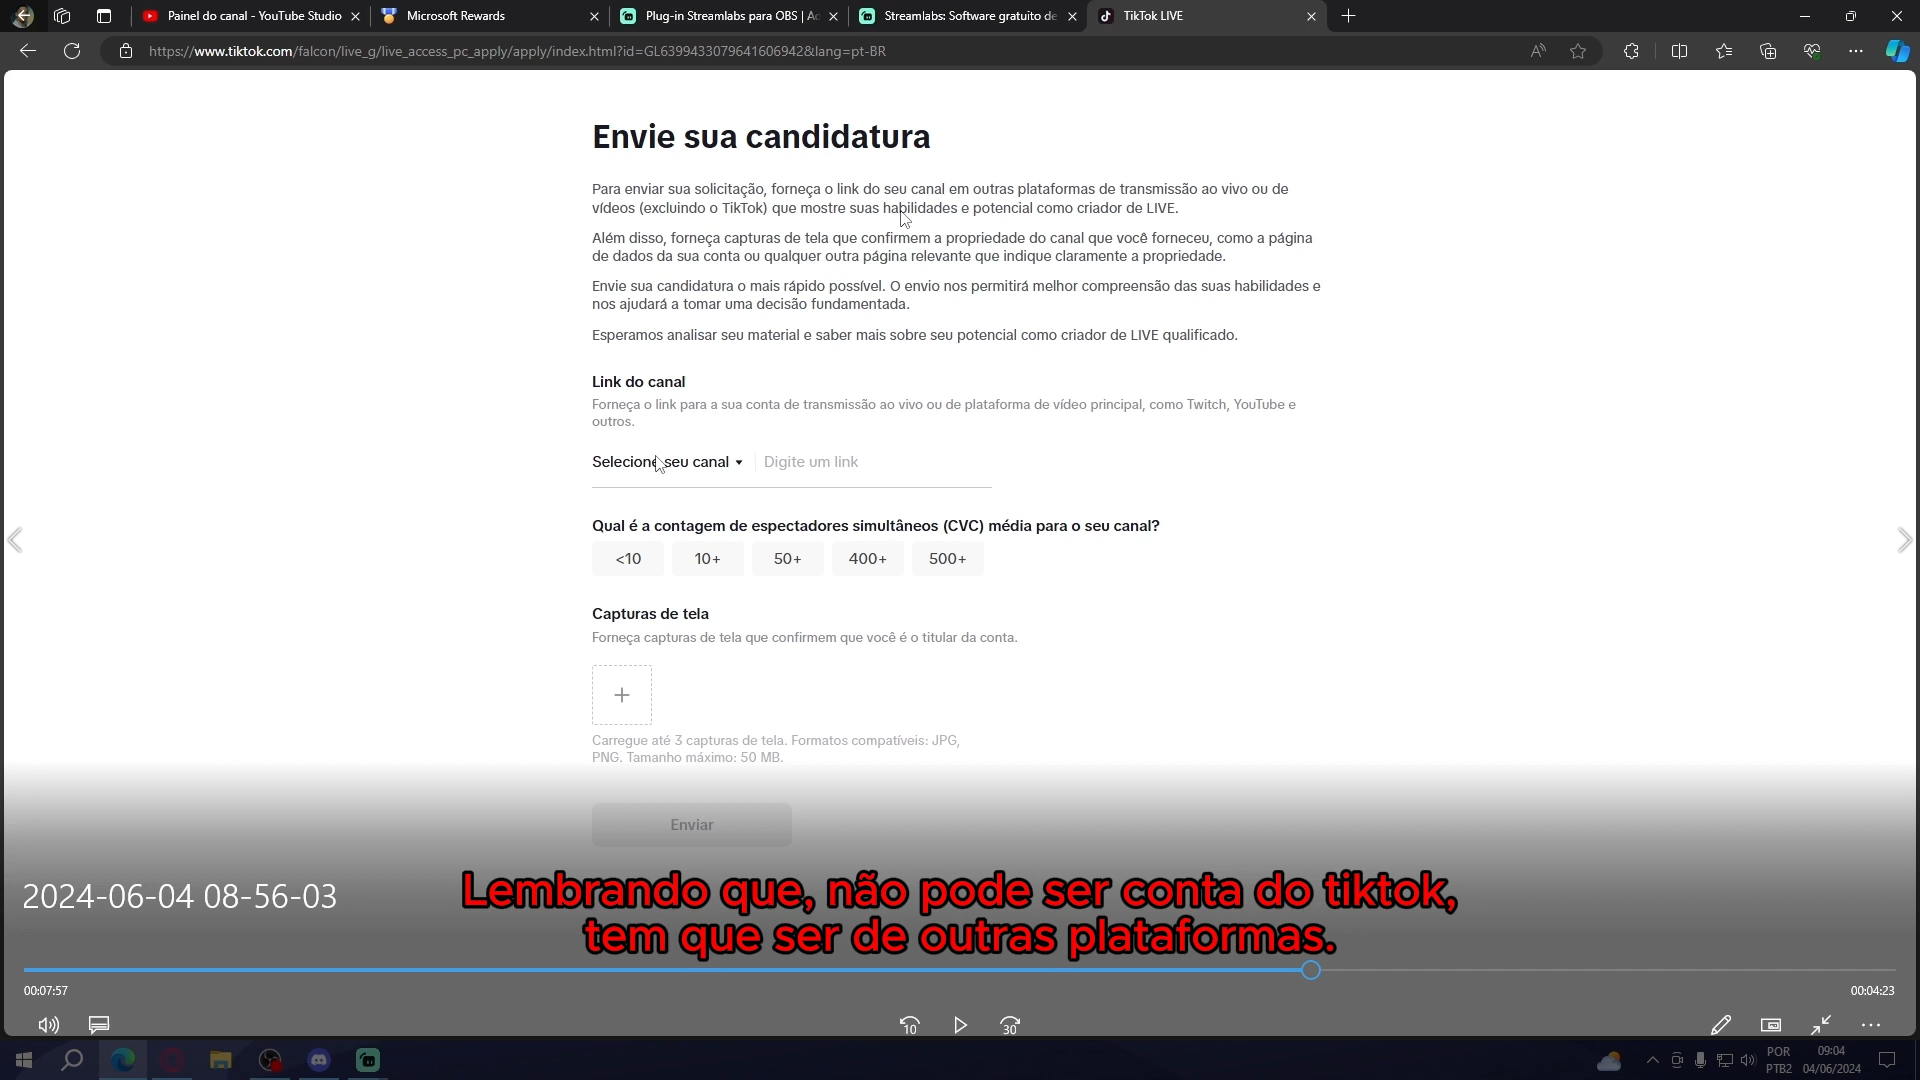 Painel do canal - YouTube Studio
Microsoft Rewards
Plug-in Streamlabs para OBS | Ad
Streamlabs: Software gratuito de
TikTok LIVE
https://www.tiktok.com/falcon/live_g/live_access_pc_apply/apply/index.html?id=GL6399433079641606942&lang=pt-BR
Envie sua candidatura
Para enviar sua solicitação, forneça o link do seu canal em outras plataformas de transmissão ao vivo ou de
vídeos (excluindo o TikTok) que mostre suas habilidades e potencial como criador de LIVE.
Além disso, forneça capturas de tela que confirmem a propriedade do canal que você forneceu, como a página
de dados da sua conta ou qualquer outra página relevante que indique claramente a propriedade.
Envie sua candidatura o mais rápido possível. O envio nos permitirá melhor compreensão das suas habilidades e
nos ajudará a tomar uma decisão fundamentada.
Esperamos analisar seu material e saber mais sobre seu potencial como criador de LIVE qualificado.
Link do canal
Forneça o link para a sua conta de transmissão ao vivo ou de plataforma de vídeo principal, como Twitch, YouTube e
outros.
Selecione seu canal Digite um link
Qual é a contagem de espectadores simultâneos (CVC) média para o seu canal?
<10 10+ 50+ 400+ 500+
Capturas de tela
Forneça capturas de tela que confirmem que você é o titular da conta.
Carregue até 3 capturas de tela. Formatos compatíveis: JPG,
PNG. Tamanho máximo: 50 MB.
Enviar
2024-06-04 08-56-03
Lembrando que, não pode ser conta do tiktok,
tem que ser de outras plataformas.
00:07:57
00:04:23
10
30
POR
PTB2
09:04
04/06/2024